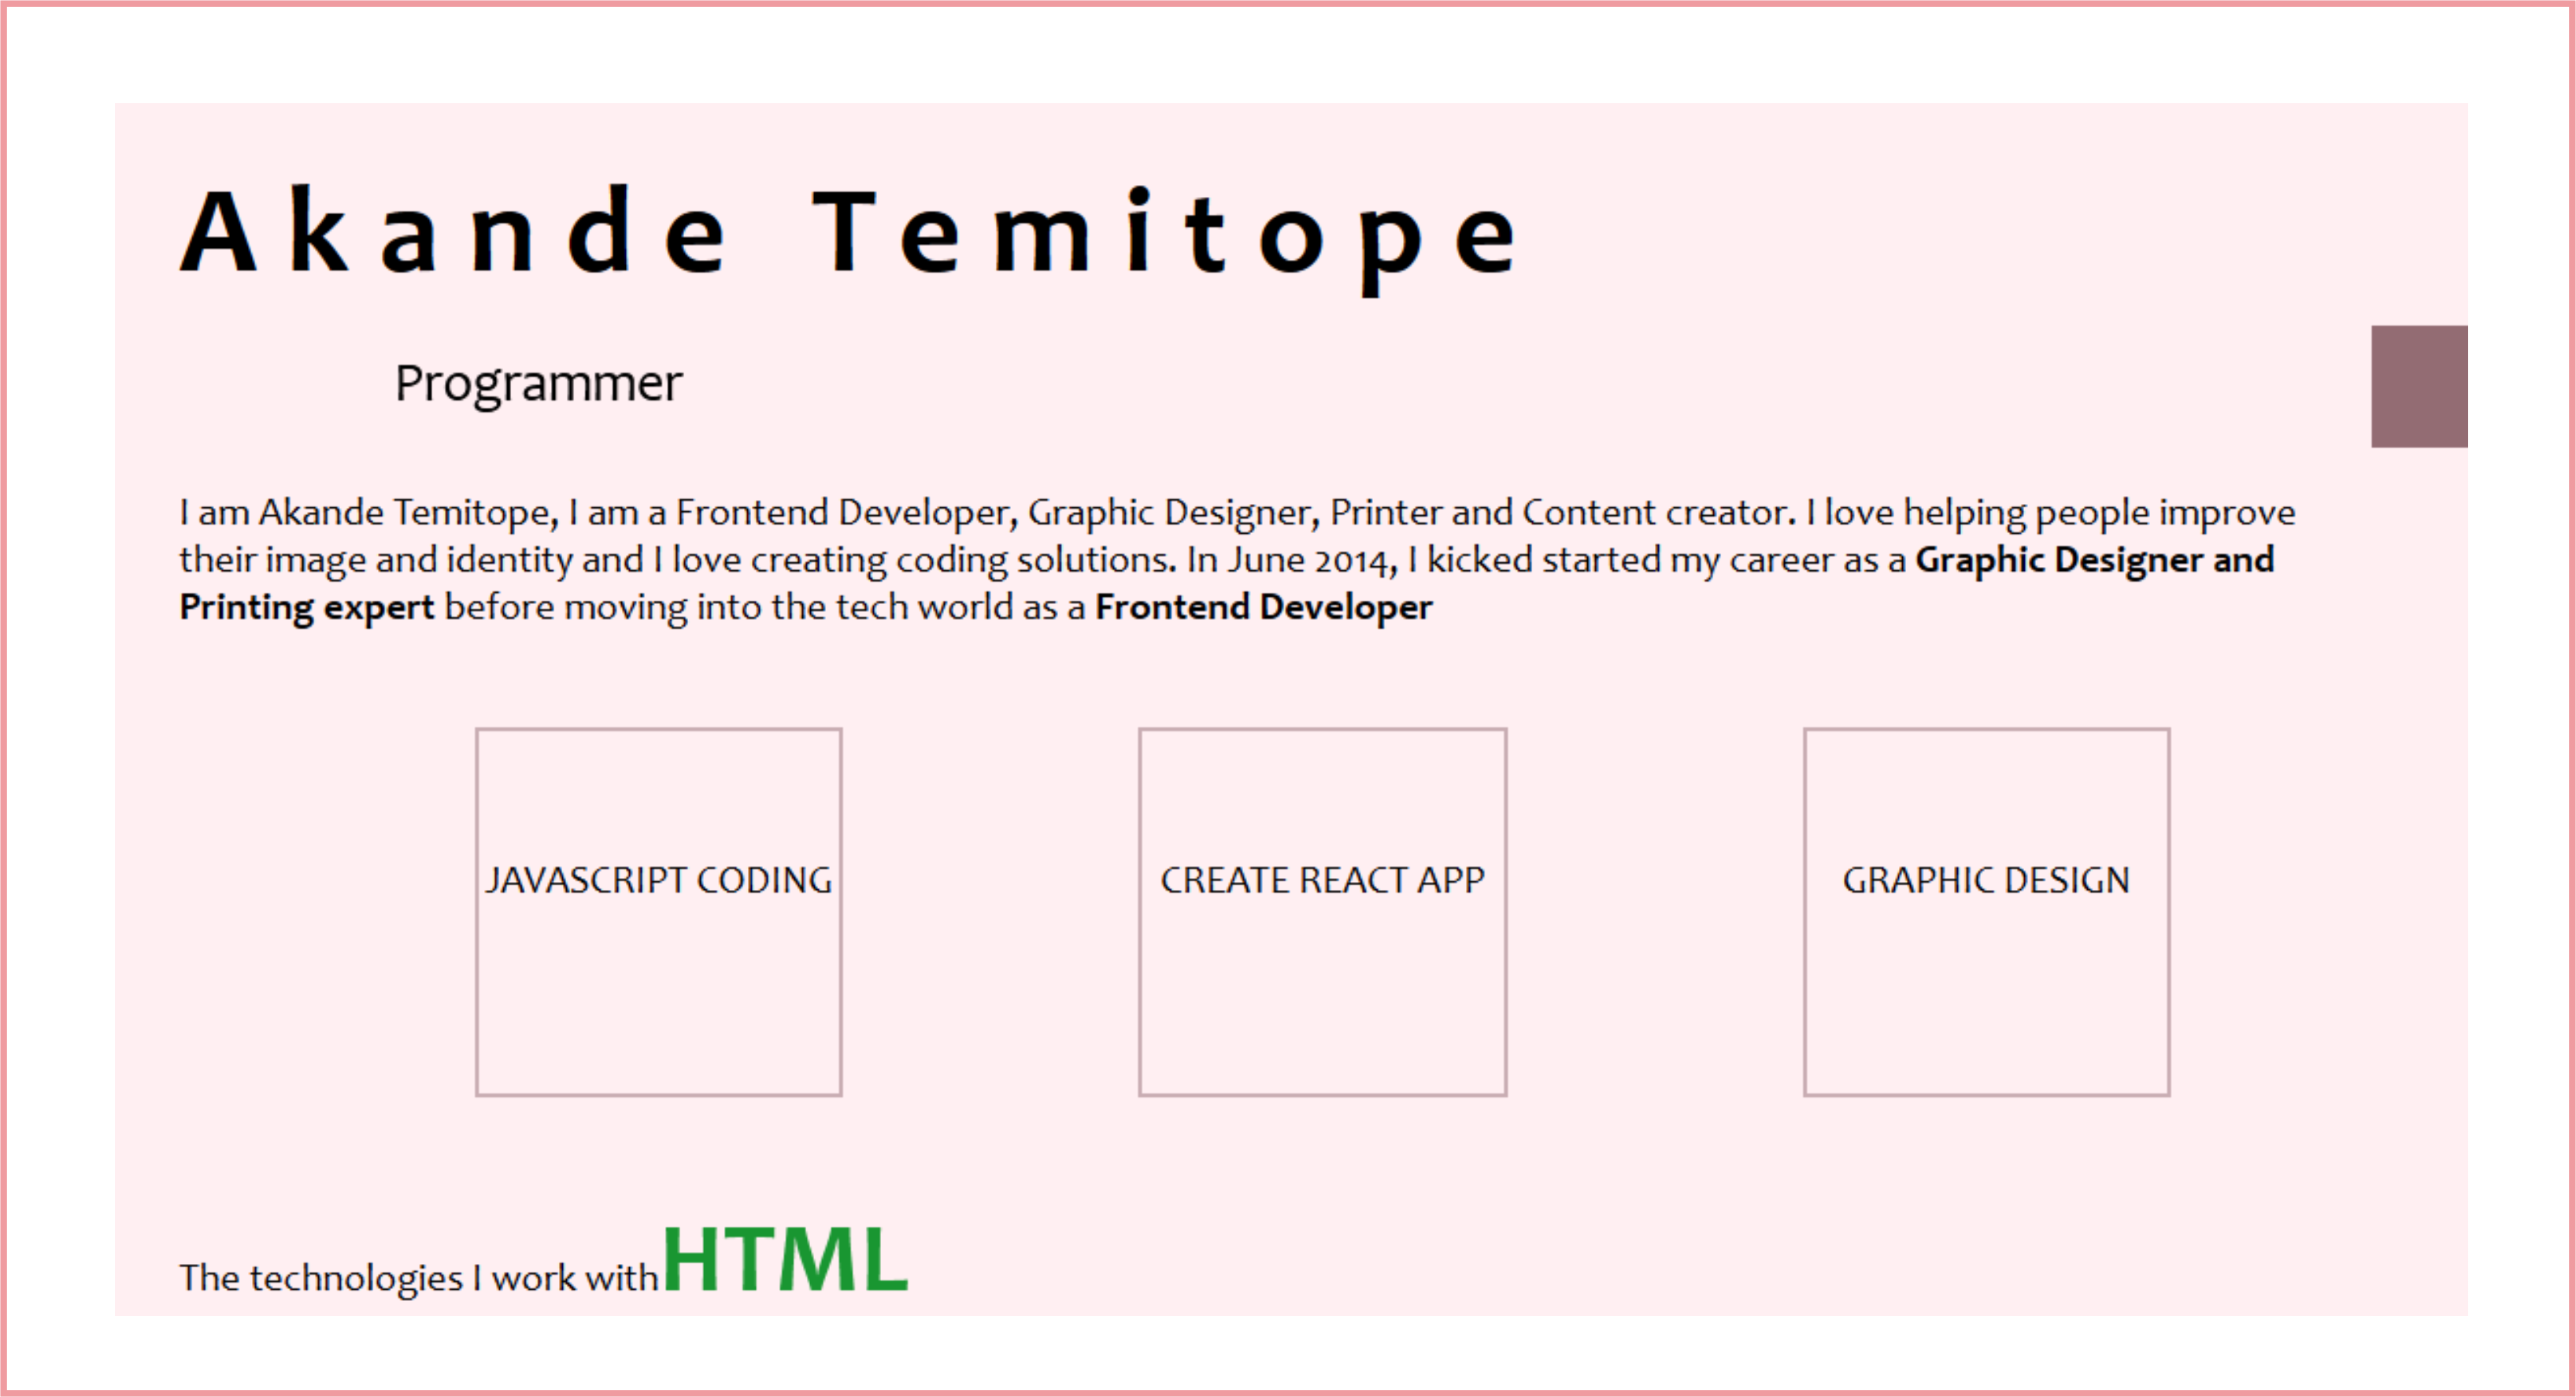 Akande Temitope
Programmer
I am Akande Temitope, I am a Frontend Developer, Graphic Designer, Printer and Content creator. I love helping people improve
their image and identity and I love creating coding solutions. In June 2014, I kicked started my career as a Graphic Designer and
Printing expert before moving into the tech world as a Frontend Developer
JAVASCRIPT CODING
CREATE REACT APP
GRAPHIC DESIGN
The technologies I work with HTML